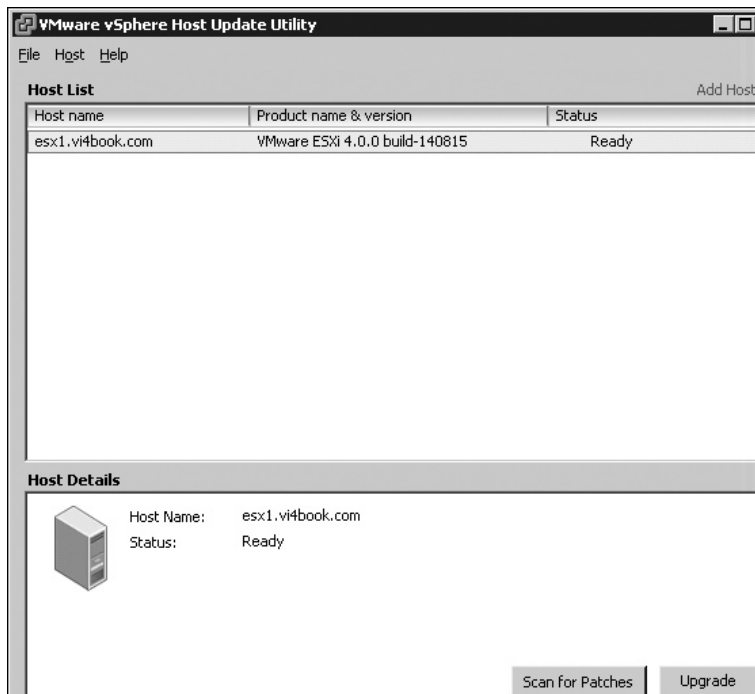 VMware vSphere Host Update Utility
File Host Help
Host List Add Host
Host name Product name & version Status
esx1.vi4book.com VMware ESXi 4.0.0 build-140815 Ready
Host Details
Host Name: esx1.vi4book.com
Status: Ready
Scan for Patches Upgrade